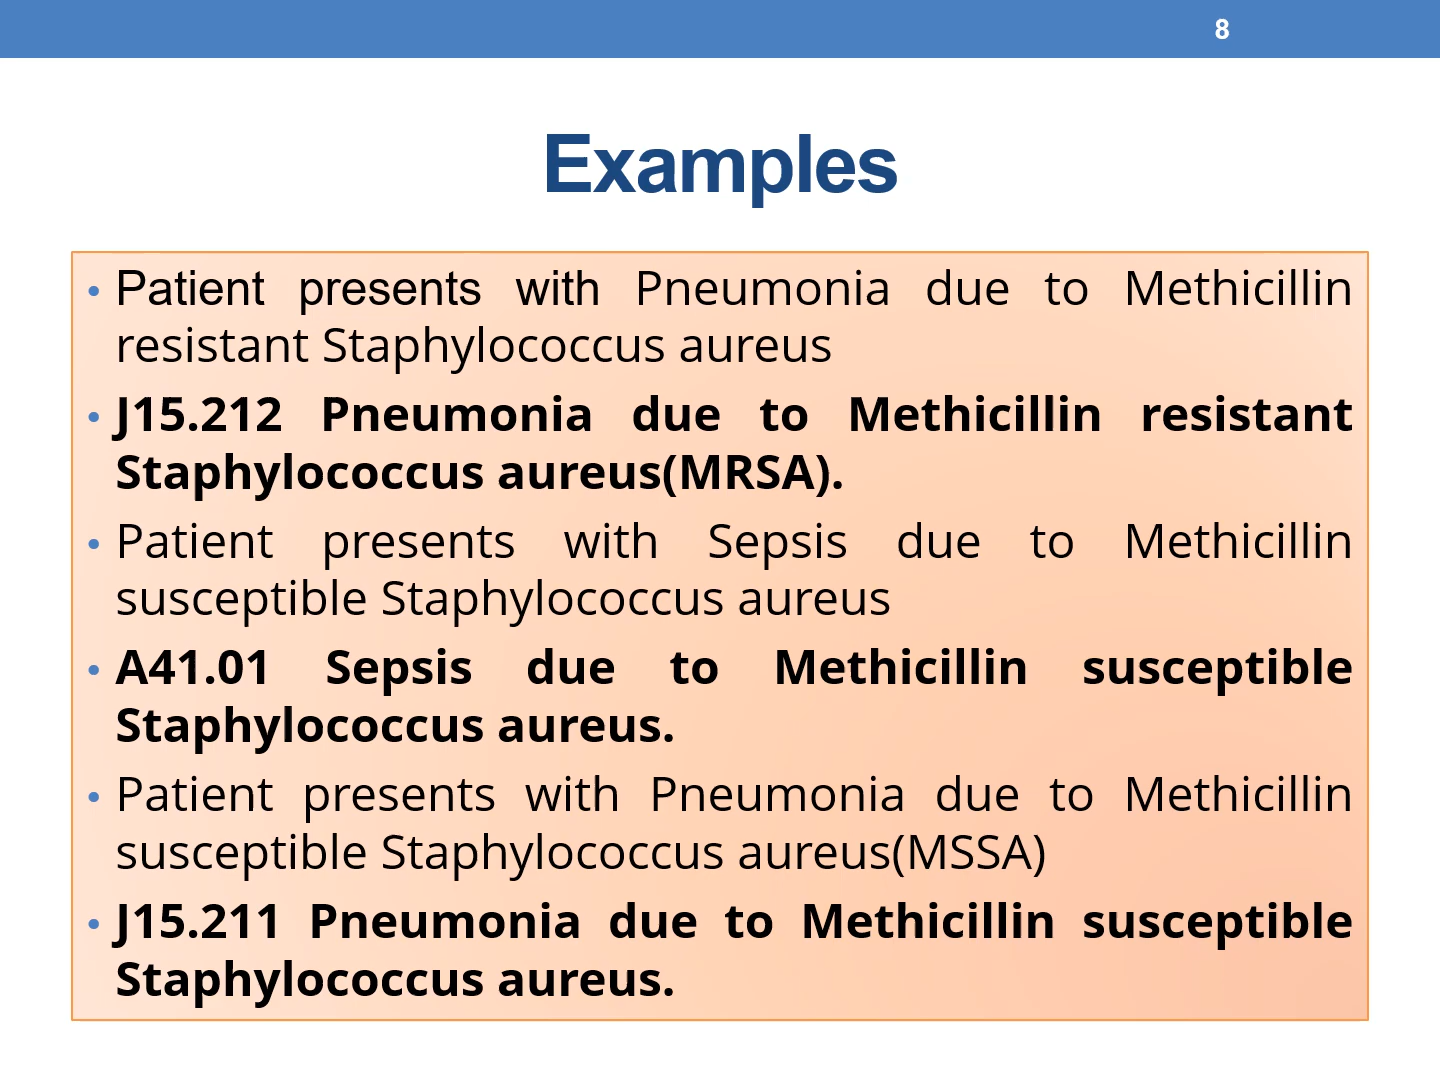 8
Examples
• Patient presents with Pneumonia due to Methicillin
resistant Staphylococcus aureus
• J15.212 Pneumonia due to Methicillin resistant
Staphylococcus aureus(MRSA).
• Patient presents with Sepsis due to Methicillin
susceptible Staphylococcus aureus
• A41.01 Sepsis due to Methicillin susceptible
Staphylococcus aureus.
• Patient presents with Pneumonia due to Methicillin
susceptible Staphylococcus aureus(MSSA)
• J15.211 Pneumonia due to Methicillin susceptible
Staphylococcus aureus.